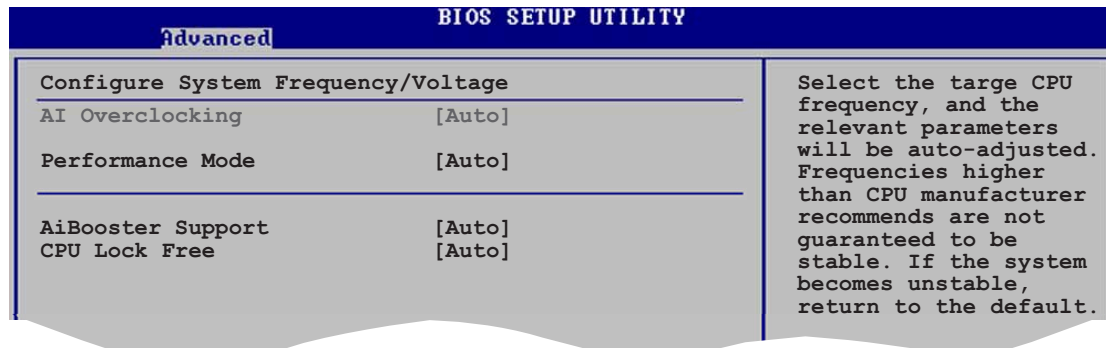 BIOS SETUP UTILITY
Advanced
Configure System Frequency/Voltage
AI Overclocking [Auto]
Performance Mode [Auto]
AiBooster Support [Auto]
CPU Lock Free [Auto]
Select the targe CPU
frequency, and the
relevant parameters
will be auto-adjusted.
Frequencies higher
than CPU manufacturer
recommends are not
guaranteed to be
stable. If the system
becomes unstable,
return to the default.